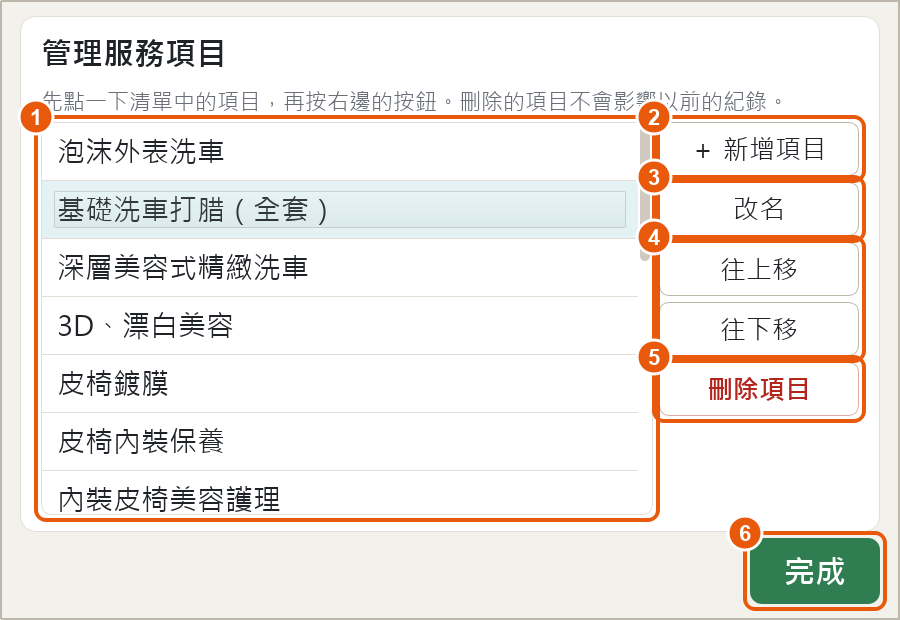 管理服務項目
先點一下清單中的項目，再按右邊的按鈕。刪除的項目不會影響以前的紀錄。
1
泡沫外表洗車
基礎洗車打腊（全套）
深層美容式精緻洗車
3D、漂白美容
皮椅鍍膜
皮椅內裝保養
內裝皮椅美容護理
2
+ 新增項目
3
改名
4
往上移
往下移
5
刪除項目
6
完成